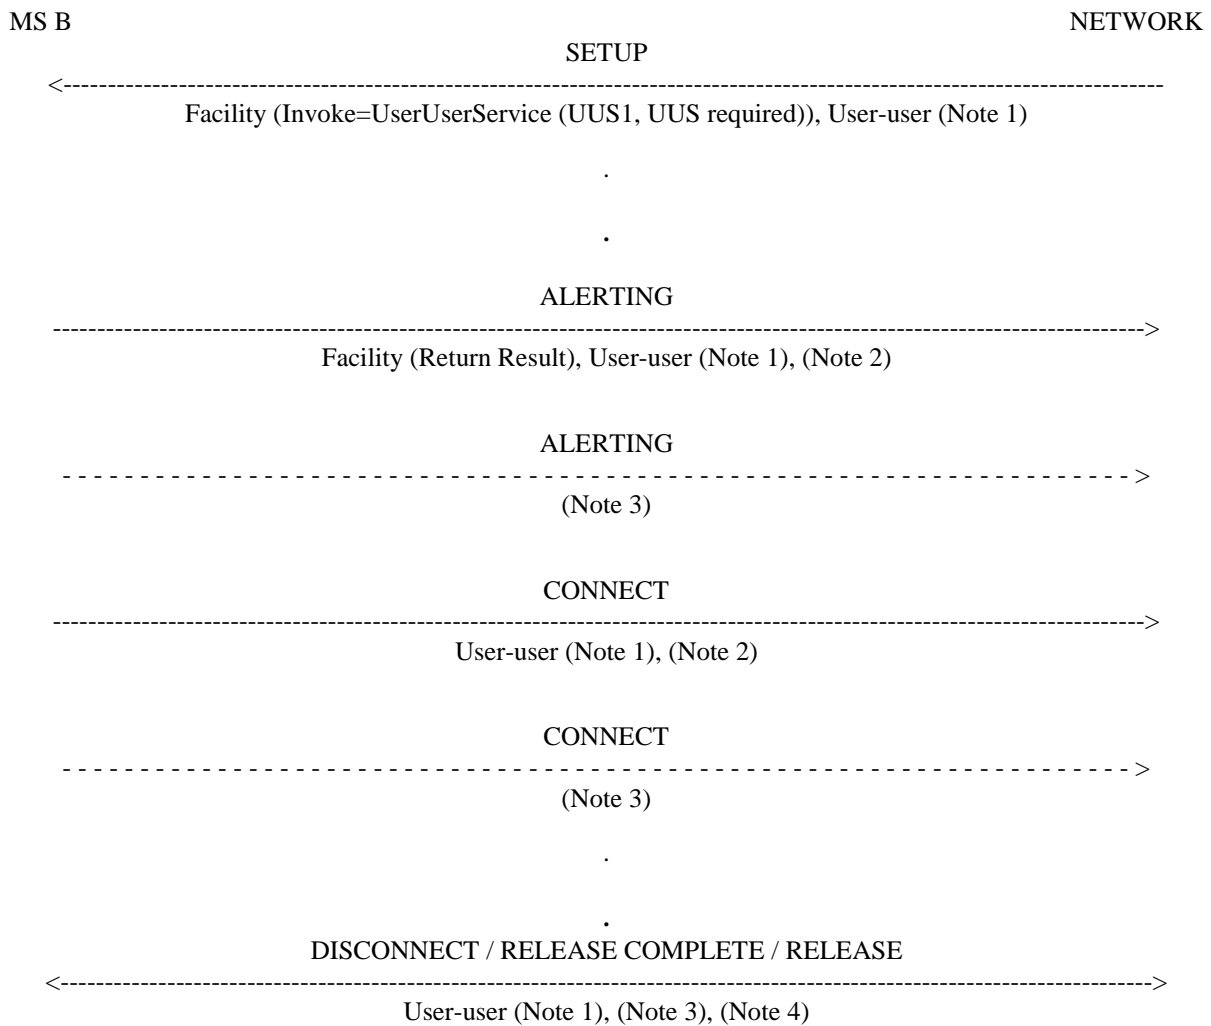 MS B NETWORK
SETUP
<----------------------------------------------------------------------------------------------------------------------------
Facility (Invoke=UserUserService (UUS1, UUS required)), User-user (Note 1)
.
.
ALERTING
--------------------------------------------------------------------------------------------------------------------------->
Facility (Return Result), User-user (Note 1), (Note 2)
ALERTING
- - - - - - - - - - - - - - - - - - - - - - - - - - - - - - - - - - - - - - - - - - - - - - - - - - - - - - - - - - - - - - - - - - - - - >
(Note 3)
CONNECT
--------------------------------------------------------------------------------------------------------------------------->
User-user (Note 1), (Note 2)
CONNECT
- - - - - - - - - - - - - - - - - - - - - - - - - - - - - - - - - - - - - - - - - - - - - - - - - - - - - - - - - - - - - - - - - - - - - >
(Note 3)
.
.
DISCONNECT / RELEASE COMPLETE / RELEASE
<--------------------------------------------------------------------------------------------------------------------------->
User-user (Note 1), (Note 3), (Note 4)